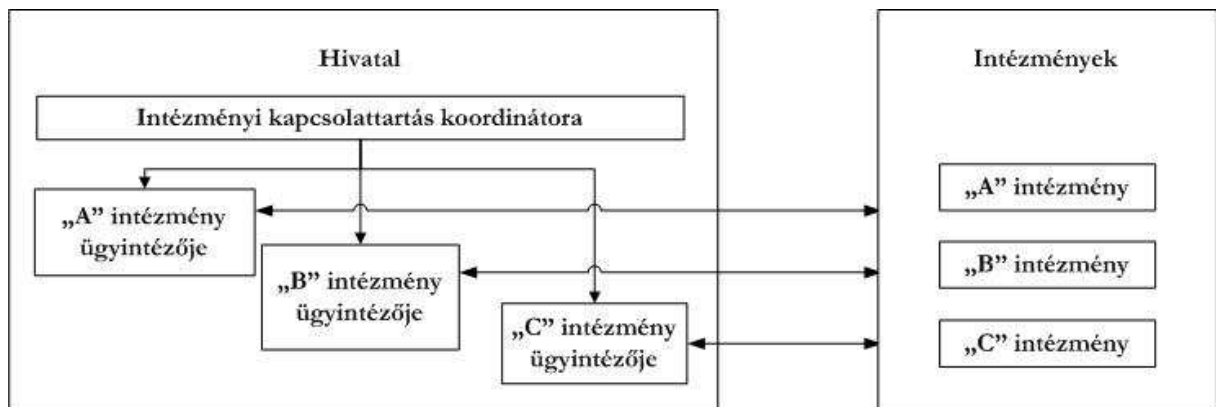 Hivatal
Intézményi kapcsolattartás koordinátora
„A” intézmény
ügyintézője
„B” intézmény
ügyintézője
„C” intézmény
ügyintézője
Intézmények
„A” intézmény
„B” intézmény
„C” intézmény